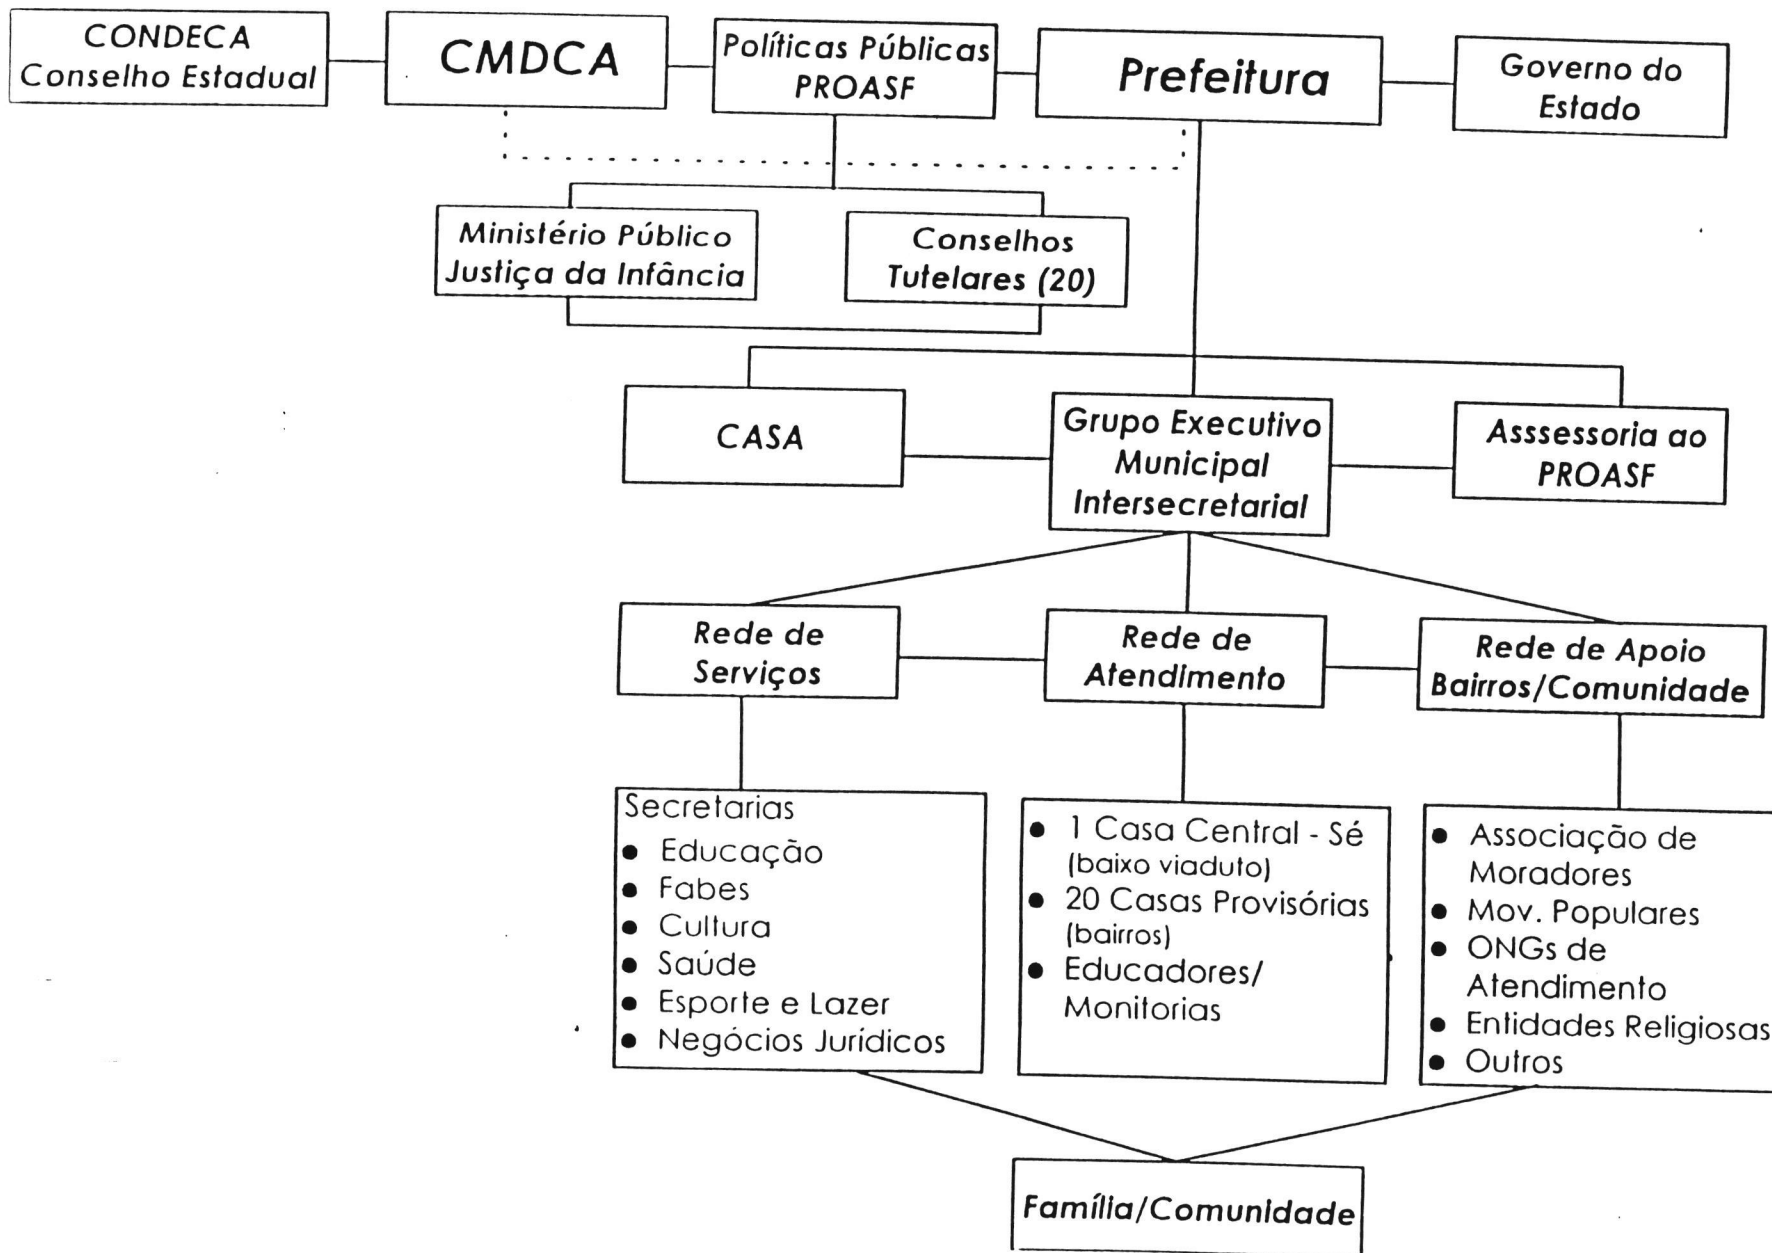 CONDECA
Conselho Estadual
CMDCA
Políticas Públicas
PROASF
Prefeitura
Governo do
Estado
Ministério Público
Justiça da Infância
Conselhos
Tutelares (20)
CASA
Grupo Executivo
Municipal
Intersecretarial
Asssessoria ao
PROASF
Rede de
Serviços
Rede de
Atendimento
Rede de Apoio
Bairros/Comunidade
Secretarias
● Educação
● Fabes
● Cultura
● Saúde
● Esporte e Lazer
● Negócios Jurídicos
● 1 Casa Central - Sé
(baixo viaduto)
● 20 Casas Provisórias
(bairros)
● Educadores/
Monitorias
● Associação de
Moradores
● Mov. Populares
● ONGs de
Atendimento
● Entidades Religiosas
● Outros
Família/Comunidade